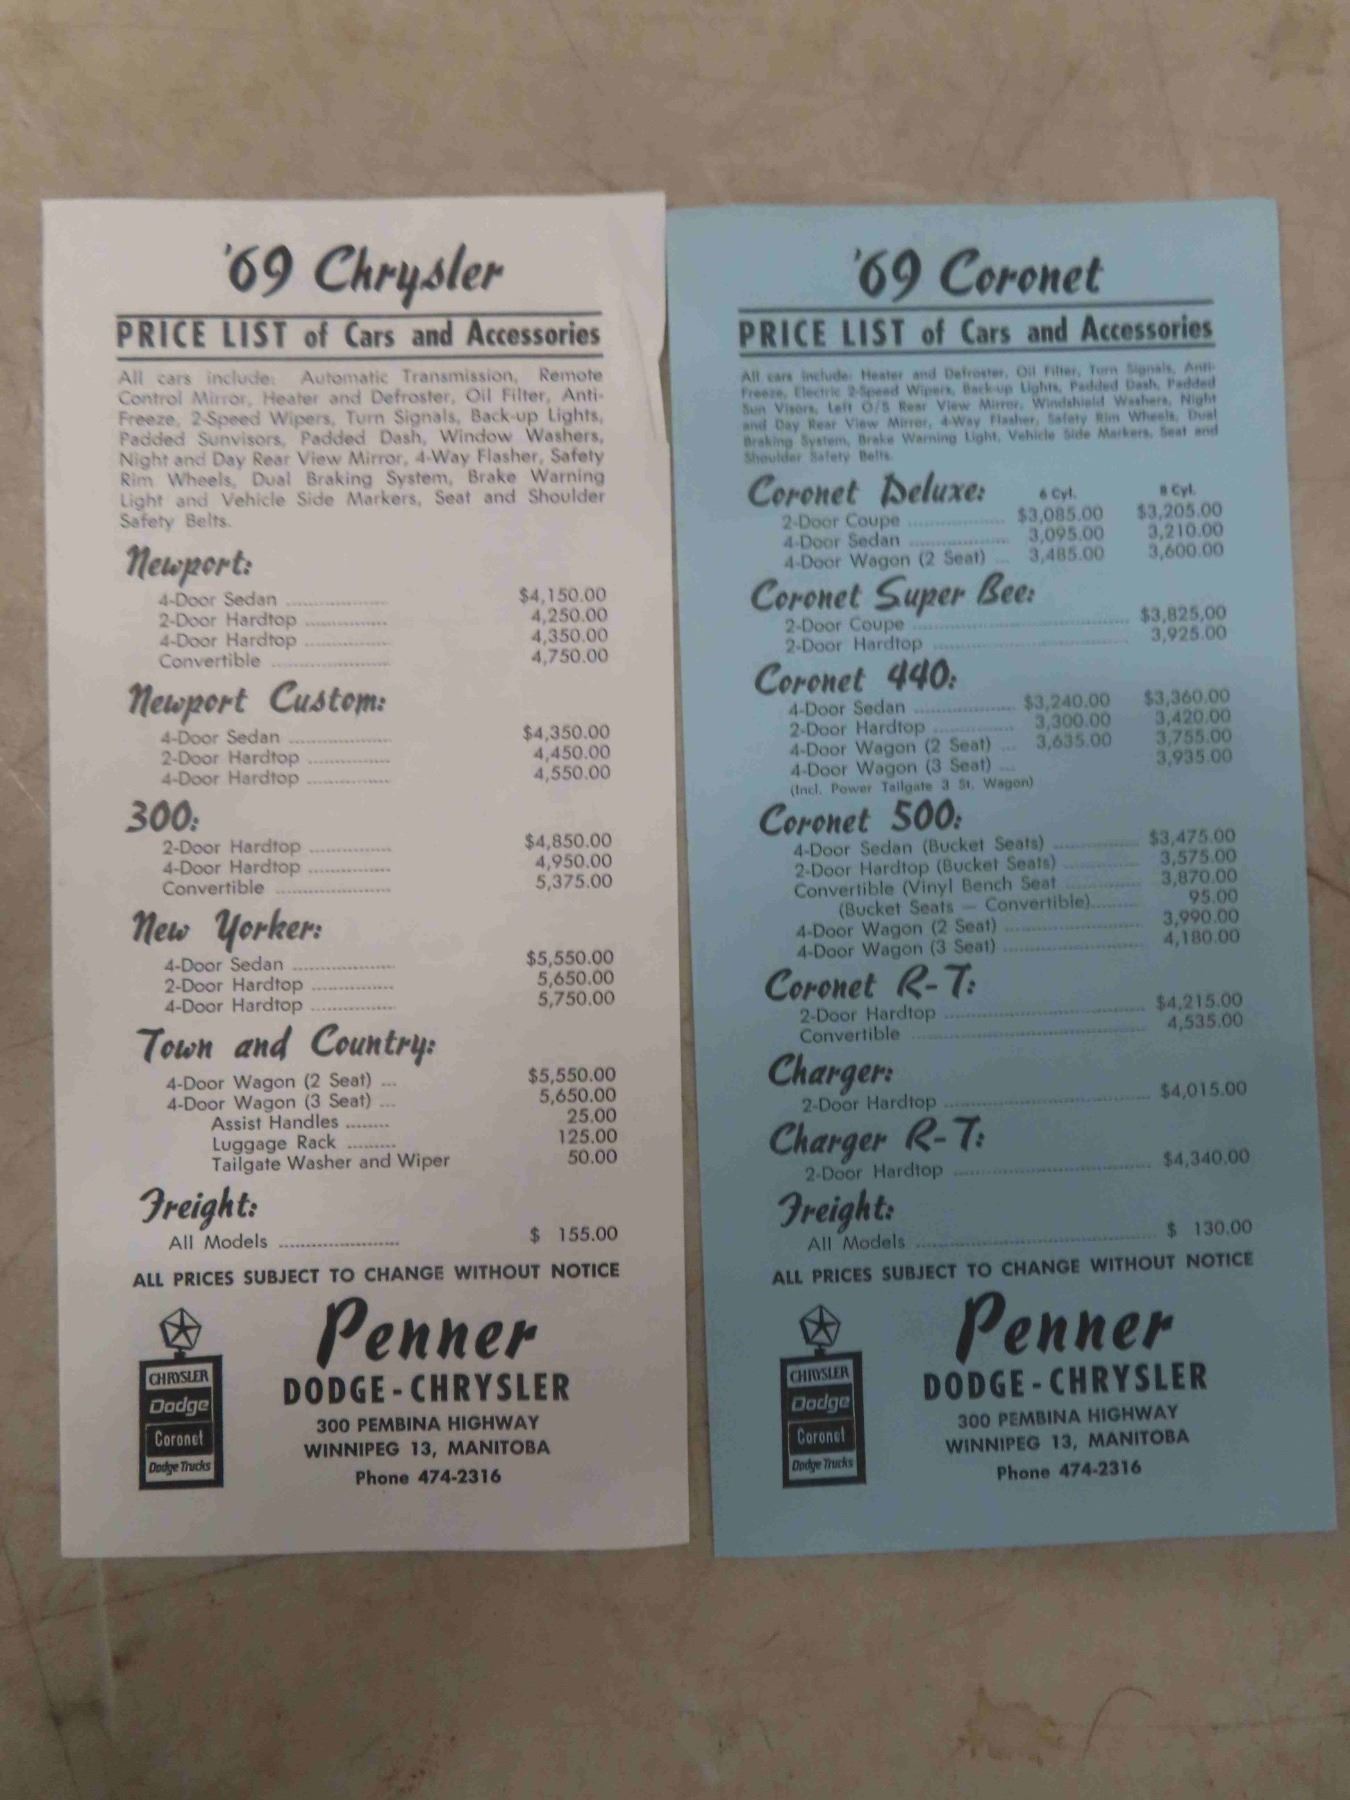 '69 Chrysler
PRICE LIST of Cars and Accessories
All cars include: Automatic Transmission, Remote
Control Mirror, Heater and Defroster, Oil Filter, Anti-
Freeze, 2-Speed Wipers, Turn Signals, Back-up Lights,
Padded Sunvisors, Padded Dash, Window Washers,
Night and Day Rear View Mirror, 4-Way Flasher, Safety
Rim Wheels, Dual Braking System, Brake Warning
Light and Vehicle Side Markers, Seat and Shoulder
Safety Belts.
Newport:
4-Door Sedan .................... $4,150.00
2-Door Hardtop ................ 4,250.00
4-Door Hardtop ................ 4,350.00
Convertible ....................... 4,750.00
Newport Custom:
4-Door Sedan .................... $4,350.00
2-Door Hardtop ................ 4,450.00
4-Door Hardtop ................ 4,550.00
300:
2-Door Hardtop ................ $4,850.00
4-Door Hardtop ................ 4,950.00
Convertible ....................... 5,375.00
New Yorker:
4-Door Sedan .................... $5,550.00
2-Door Hardtop ................ 5,650.00
4-Door Hardtop ................ 5,750.00
Town and Country:
4-Door Wagon (2 Seat) ... $5,550.00
4-Door Wagon (3 Seat) ... 5,650.00
Assist Handles ........ 25.00
Luggage Rack ......... 125.00
Tailgate Washer and Wiper 50.00
Freight:
All Models ........................ $ 155.00
ALL PRICES SUBJECT TO CHANGE WITHOUT NOTICE
CHRYSLER
Dodge
Coronet
Dodge Trucks
Penner
DODGE-CHRYSLER
300 PEMBINA HIGHWAY
WINNIPEG 13, MANITOBA
Phone 474-2316
'69 Coronet
PRICE LIST of Cars and Accessories
All cars include: Heater and Defroster, Oil Filter, Turn Signals, Anti-
Freeze, Electric 2-Speed Wipers, Back-up Lights, Padded Dash, Padded
Sun Visors, Left O/S Rear View Mirror, Windshield Washers, Night
and Day Rear View Mirror, 4-Way Flasher, Safety Rim Wheels, Dual
Braking System, Brake Warning Light, Vehicle Side Markers, Seat and
Shoulder Safety Belts.
Coronet Deluxe: 6 Cyl. 8 Cyl.
2-Door Coupe .................... $3,085.00 $3,205.00
4-Door Sedan .................... 3,095.00 3,210.00
4-Door Wagon (2 Seat) ... 3,485.00 3,600.00
Coronet Super Bee:
2-Door Coupe ............................................ $3,825,00
2-Door Hardtop ........................................ 3,925.00
Coronet 440:
4-Door Sedan .................... $3,240.00 $3,360.00
2-Door Hardtop ........... 3,300.00 3,420.00
4-Door Wagon (2 Seat) ... 3,635.00 3,755.00
4-Door Wagon (3 Seat) ... 3,935.00
(Incl. Power Tailgate 3 St. Wagon)
Coronet 500:
4-Door Sedan (Bucket Seats) ................. $3,475.00
2-Door Hardtop (Bucket Seats) ............... 3,575.00
Convertible (Vinyl Bench Seat ............... 3,870.00
(Bucket Seats — Convertible).......... 95.00
4-Door Wagon (2 Seat) ............................ 3,990.00
4-Door Wagon (3 Seat) ............................ 4,180.00
Coronet R-T:
2-Door Hardtop ........................................ $4,215.00
Convertible ............................................... 4,535.00
Charger:
2-Door Hardtop ........................................ $4,015.00
Charger R-T:
2-Door Hardtop ........................................ $4,340.00
Freight:
All Models ................................................ $ 130.00
ALL PRICES SUBJECT TO CHANGE WITHOUT NOTICE
CHRYSLER
Dodge
Coronet
Dodge Trucks
Penner
DODGE-CHRYSLER
300 PEMBINA HIGHWAY
WINNIPEG 13, MANITOBA
Phone 474-2316